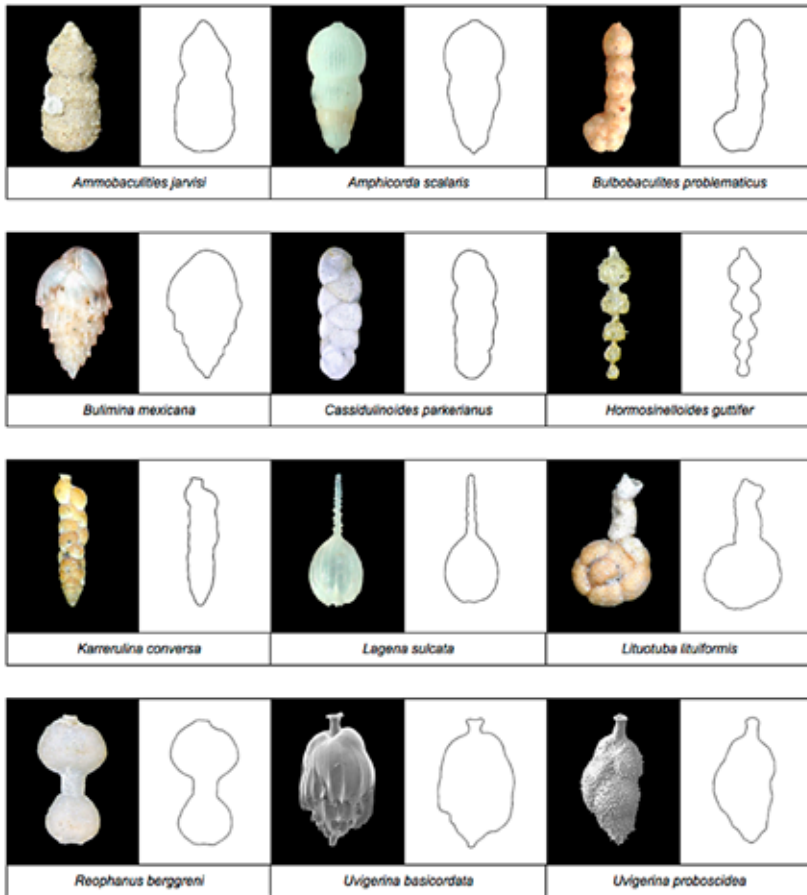 Ammobaculities jarvisi
Amphicorda scalaris
Bulbobaculites problematicus
Bulimina mexicana
Cassidulinoides parkerianus
Hormosinelloides guttifer
Karrerulina conversa
Lagena sulcata
Lituotuba lituiformis
Reophanus berggreni
Uvigerina basicordata
Uvigerina proboscidea